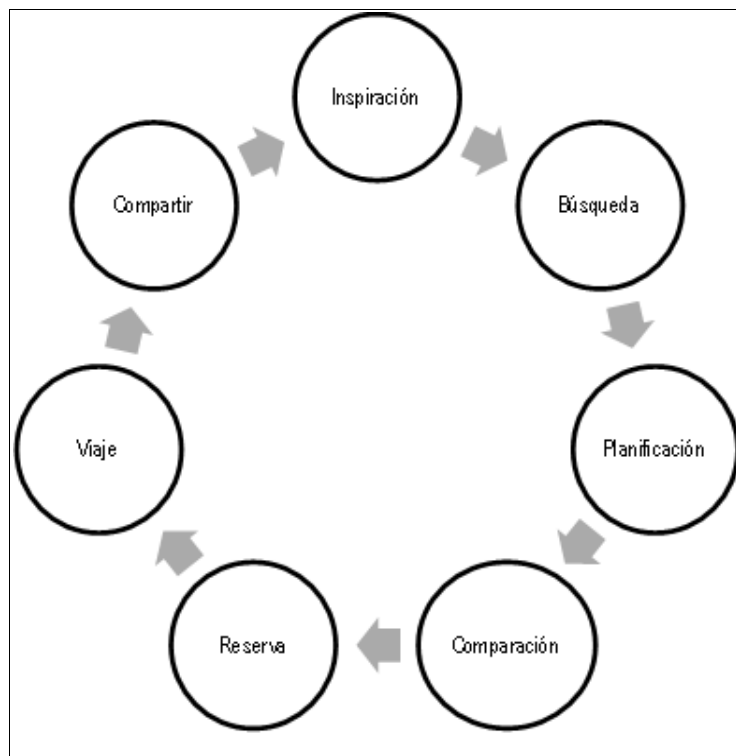 Inspiración
Búsqueda
Planificación
Comparación
Reserva
Viaje
Compartir